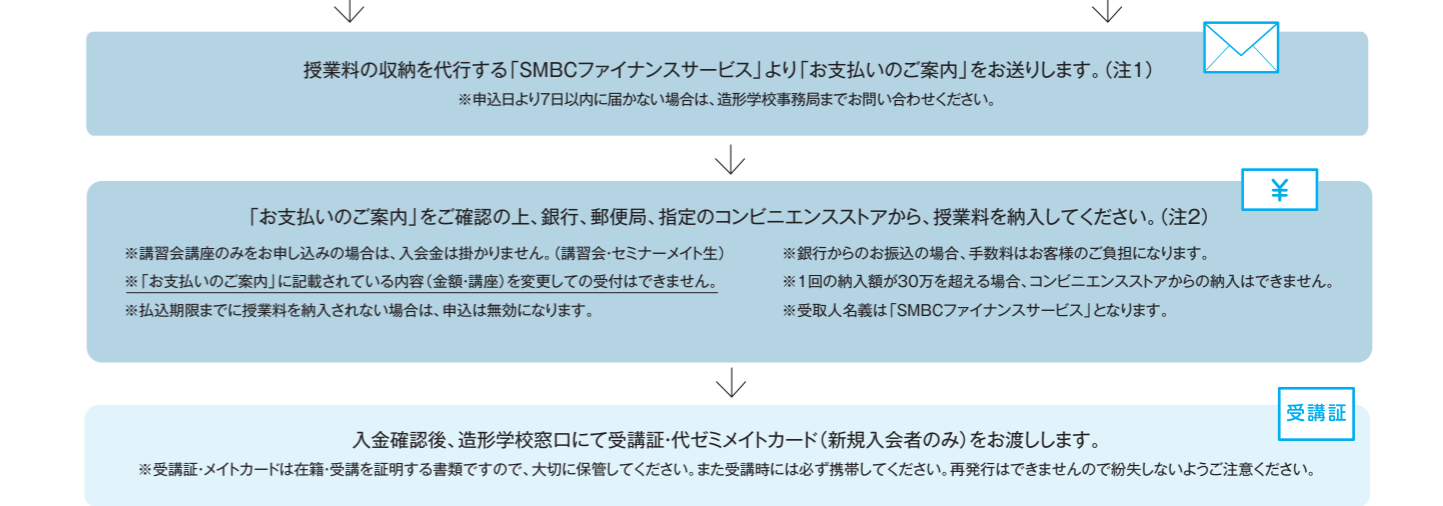 授業料の収納を代行する「SMBCファイナンスサービス」より「お支払いのご案内」をお送りします。(注1)
※申込日より7日以内に届かない場合は、造形学校事務局までお問い合わせください。
¥
「お支払いのご案内」をご確認の上、銀行、郵便局、指定のコンビニエンスストアから、授業料を納入してください。(注2)
※講習会講座のみをお申し込みの場合は、入会金は掛かりません。(講習会・セミナーメイト生)
※「お支払いのご案内」に記載されている内容(金額・講座)を変更しての受付はできません。
※払込期限までに授業料を納入されない場合は、申込は無効になります。
※銀行からのお振込の場合、手数料はお客様のご負担になります。
※1回の納入額が30万を超える場合、コンビニエンスストアからの納入はできません。
※受取人名義は「SMBCファイナンスサービス」となります。
受講証
入金確認後、造形学校窓口にて受講証・代ゼミメイトカード(新規入会者のみ)をお渡しします。
※受講証・メイトカードは在籍・受講を証明する書類ですので、大切に保管してください。また受講時には必ず携帯してください。再発行はできませんので紛失しないようご注意ください。